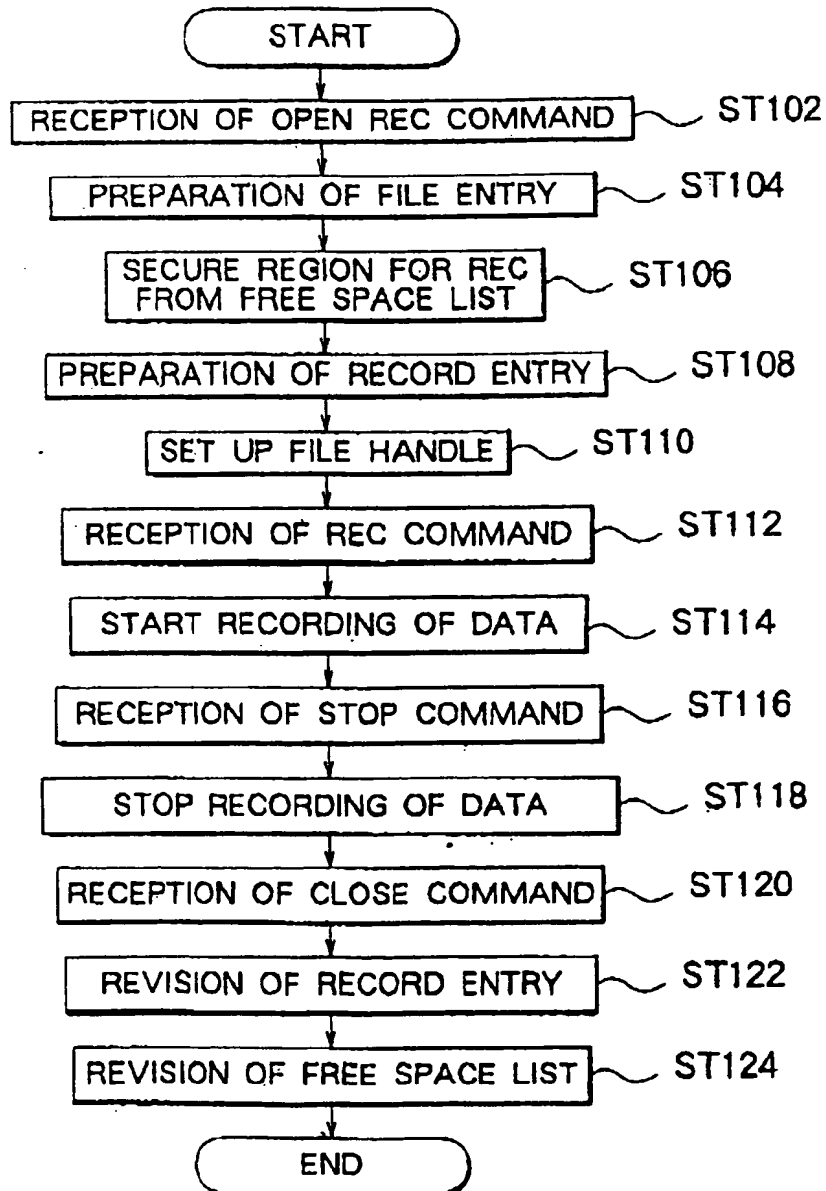 START
RECEPTION OF OPEN REC COMMAND ST102
PREPARATION OF FILE ENTRY ST104
SECURE REGION FOR REC
FROM FREE SPACE LIST ST106
PREPARATION OF RECORD ENTRY ST108
SET UP FILE HANDLE ST110
RECEPTION OF REC COMMAND ST112
START RECORDING OF DATA ST114
RECEPTION OF STOP COMMAND ST116
STOP RECORDING OF DATA ST118
RECEPTION OF CLOSE COMMAND ST120
REVISION OF RECORD ENTRY ST122
REVISION OF FREE SPACE LIST ST124
END